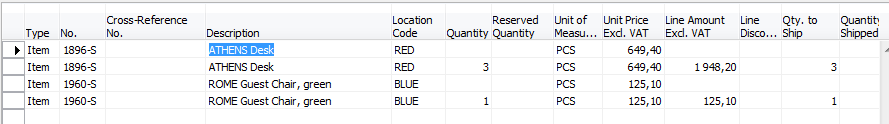 Type No. Cross-Reference No. Description Location Code Quantity Reserved Quantity Unit of Measu... Unit Price Excl. VAT Line Amount Excl. VAT Line Disco... Qty. to Ship Quantity Shipped
Item 1896-S ATHENS Desk RED PCS 649,40
Item 1896-S ATHENS Desk RED 3 PCS 649,40 1 948,20 3
Item 1960-S ROME Guest Chair, green BLUE PCS 125,10
Item 1960-S ROME Guest Chair, green BLUE 1 PCS 125,10 125,10 1